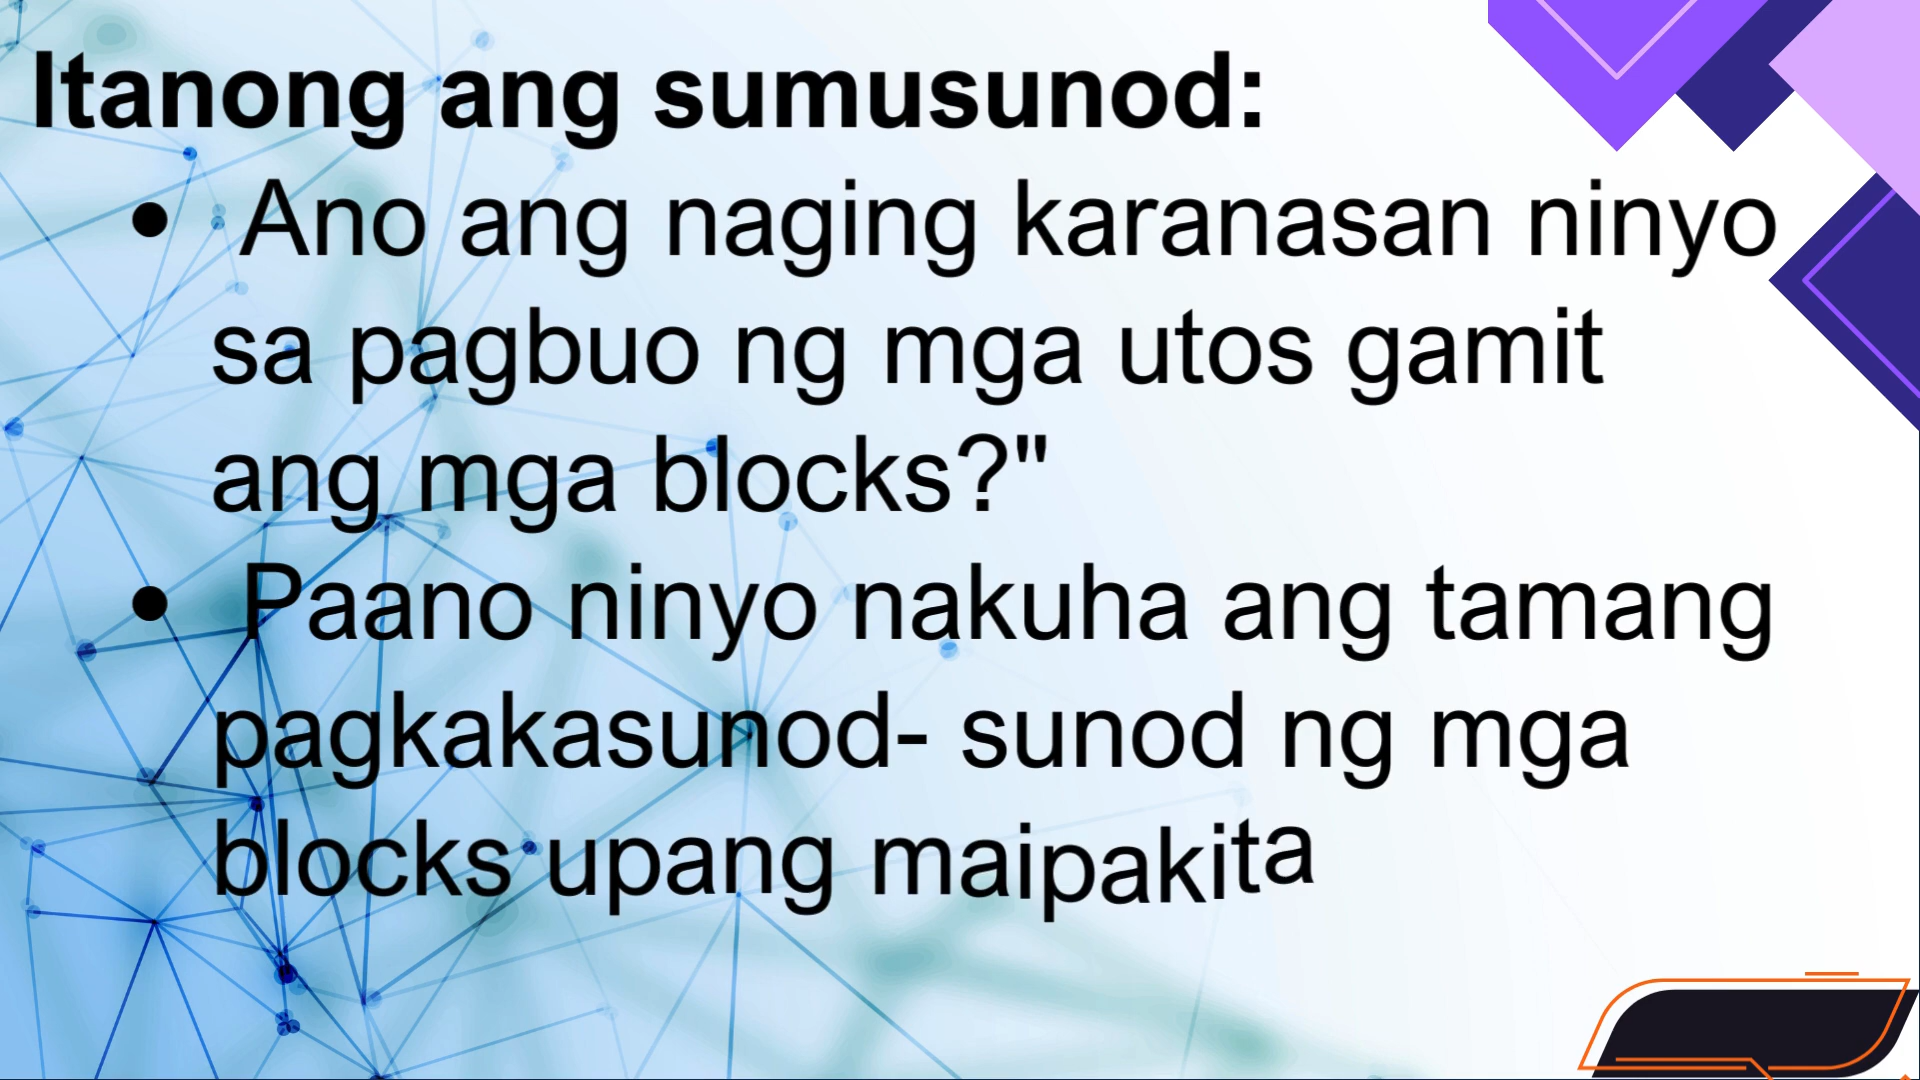 Itanong ang sumusunod:
• Ano ang naging karanasan ninyo
sa pagbuo ng mga utos gamit
ang mga blocks?"
• Paano ninyo nakuha ang tamang
pagkakasunod- sunod ng mga
blocks upang maipakita